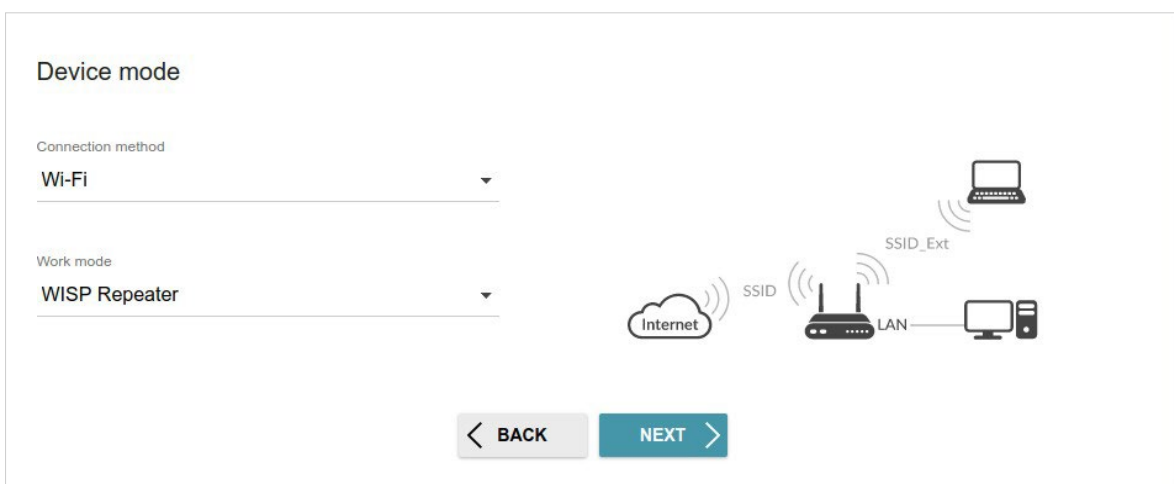 Device mode
Connection method
Wi-Fi
Work mode
WISP Repeater
SSID_Ext
SSID
Internet
LAN
BACK
NEXT